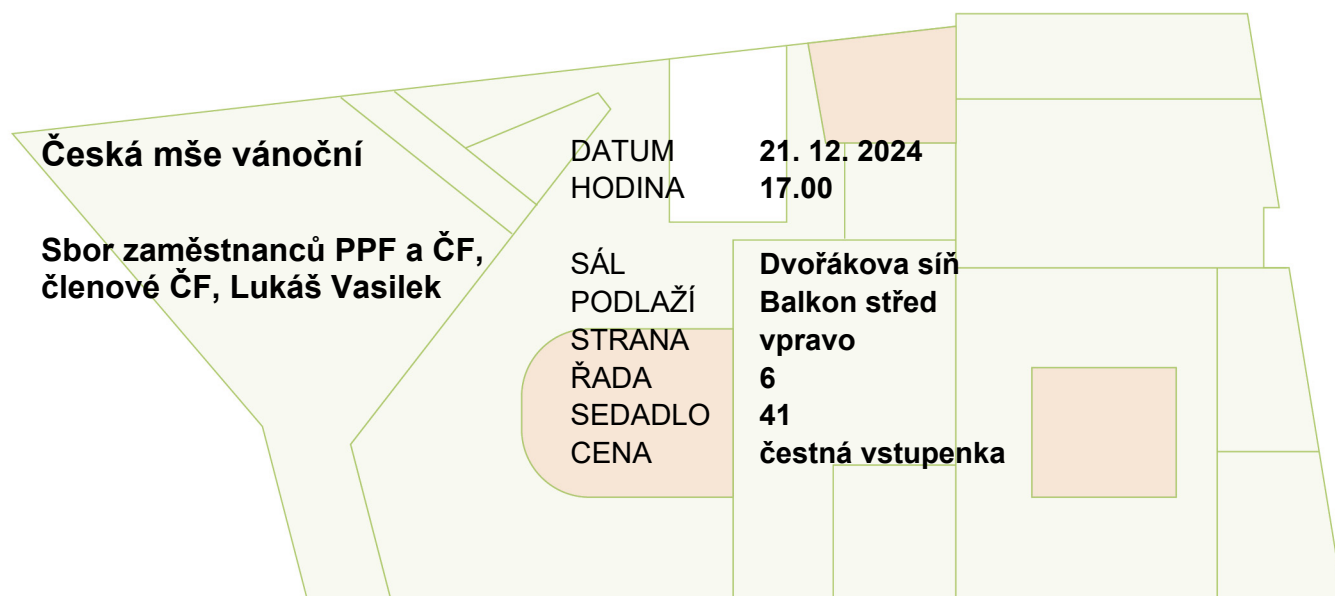 Česká mše vánoční
Sbor zaměstnanců PPF a ČF,
členové ČF, Lukáš Vasilek
DATUM 21. 12. 2024
HODINA 17.00
SÁL Dvořákova síň
PODLAŽÍ Balkon střed
STRANA vpravo
ŘADA 6
SEDADLO 41
CENA čestná vstupenka